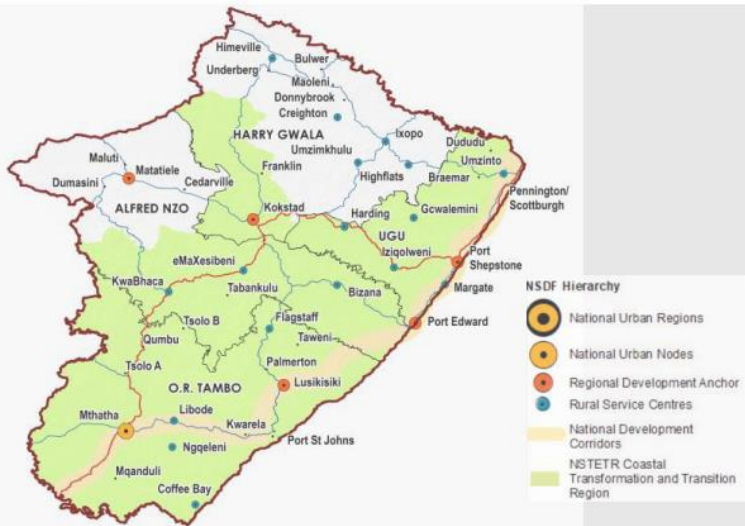 Himeville
Bulwer
Underberg
Maoleni
Donnybrook
Creighton
HARRY GWALA
Ixopo
Dududu
Umzimkhulu
Umzinto
Maluti
Matatiele
Franklin
Highflats
Braemar
Dumasini
Cedarville
Pennington/
Scottburgh
ALFRED NZO
Kokstad
Harding
Gcwalemini
UGU
eMaXesibeni
Iziqolweni
Port
Shepstone
KwaBhaca
Tabankulu
Bizana
Margate
Tsolo B
Flagstaff
Port Edward
Qumbu
Taweni
Tsolo A
Palmerton
O.R. TAMBO
Lusikisiki
Mthatha
Libode
Kwarela
Port St Johns
Ngqeleni
Mqanduli
Coffee Bay
NSDF Hierarchy
National Urban Regions
National Urban Nodes
Regional Development Anchor
Rural Service Centres
National Development
Corridors
NSTETR Coastal
Transformation and Transition
Region